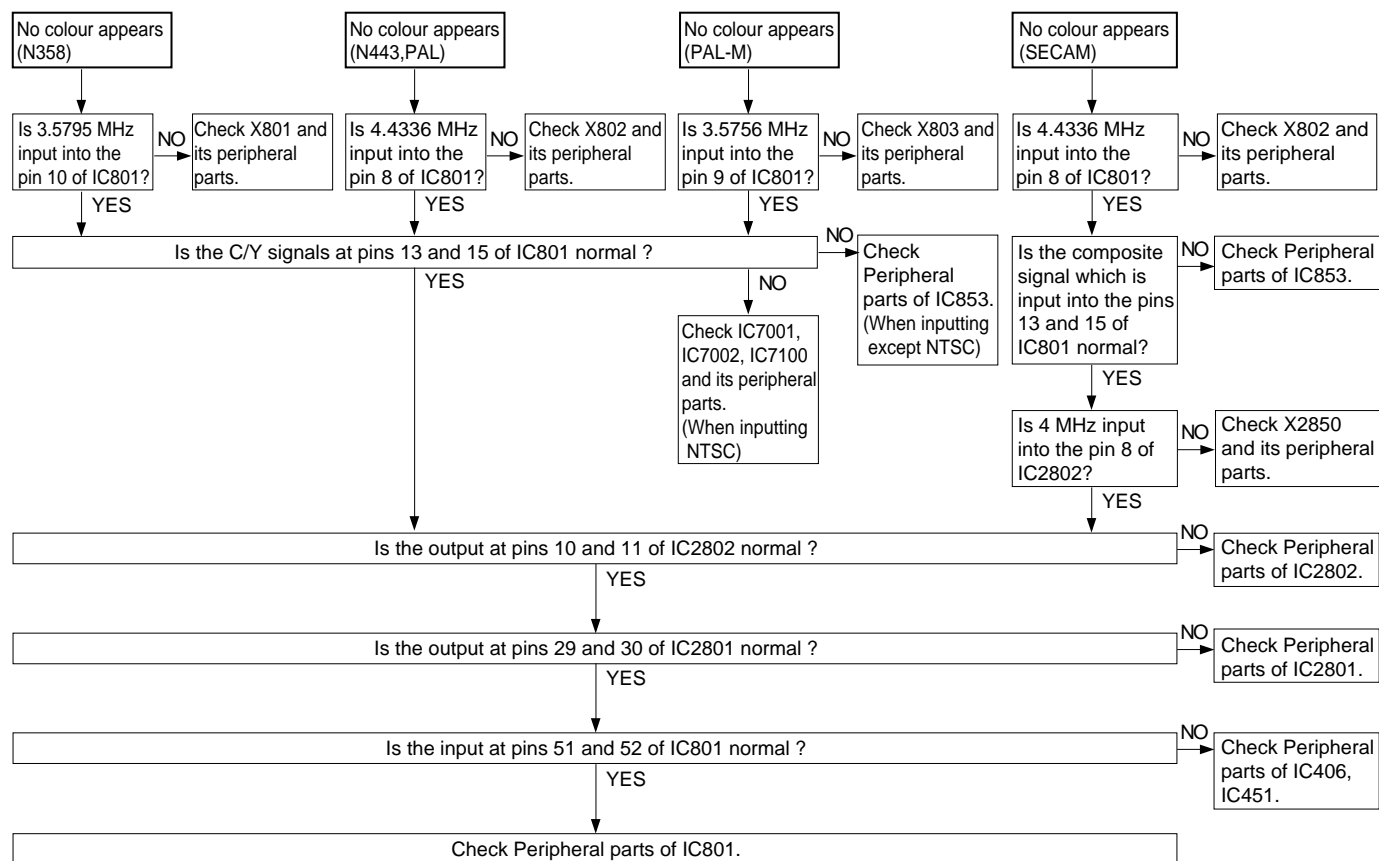 No colour appears
(N358)
No colour appears
(N443,PAL)
No colour appears
(PAL-M)
No colour appears
(SECAM)
Is 3.5795 MHz
input into the
pin 10 of IC801?
NO
Check X801 and
its peripheral
parts.
Is 4.4336 MHz
input into the
pin 8 of IC801?
NO
Check X802 and
its peripheral
parts.
Is 3.5756 MHz
input into the
pin 9 of IC801?
NO
Check X803 and
its peripheral
parts.
Is 4.4336 MHz
input into the
pin 8 of IC801?
NO
Check X802 and
its peripheral
parts.
YES
YES
YES
YES
Is the C/Y signals at pins 13 and 15 of IC801 normal ?
NO
Check
Peripheral
parts of IC853.
(When inputting
except NTSC)
Is the composite
signal which is
input into the pins
13 and 15 of
IC801 normal?
NO
Check Peripheral
parts of IC853.
YES
NO
Check IC7001,
IC7002, IC7100
and its peripheral
parts.
(When inputting
NTSC)
YES
Is 4 MHz input
into the pin 8 of
IC2802?
NO
Check X2850
and its peripheral
parts.
YES
Is the output at pins 10 and 11 of IC2802 normal ?
NO
Check Peripheral
parts of IC2802.
YES
Is the output at pins 29 and 30 of IC2801 normal ?
NO
Check Peripheral
parts of IC2801.
YES
Is the input at pins 51 and 52 of IC801 normal ?
NO
Check Peripheral
parts of IC406,
IC451.
YES
Check Peripheral parts of IC801.